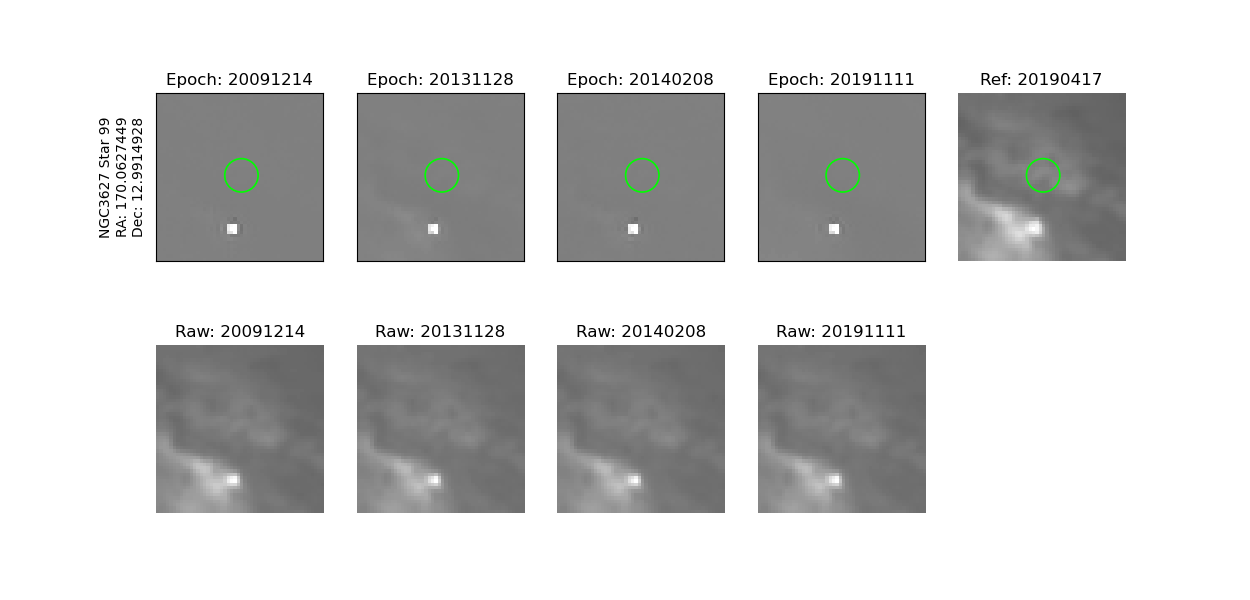 NGC3627 Star 99
RA: 170.0627449
Dec: 12.9914928
Epoch: 20091214
Epoch: 20131128
Epoch: 20140208
Epoch: 20191111
Ref: 20190417
Raw: 20091214
Raw: 20131128
Raw: 20140208
Raw: 20191111